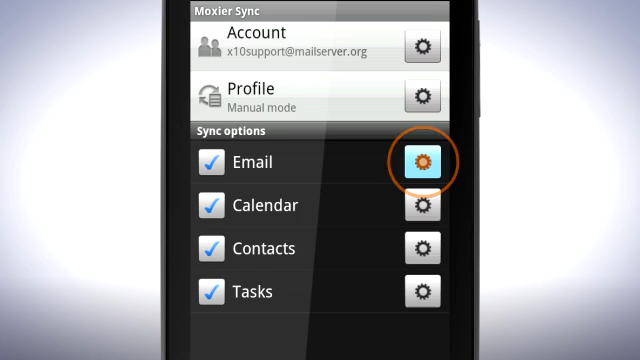 Moxier Sync
Account
x10support@mailserver.org
Profile
Manual mode
Sync options
Email
Calendar
Contacts
Tasks